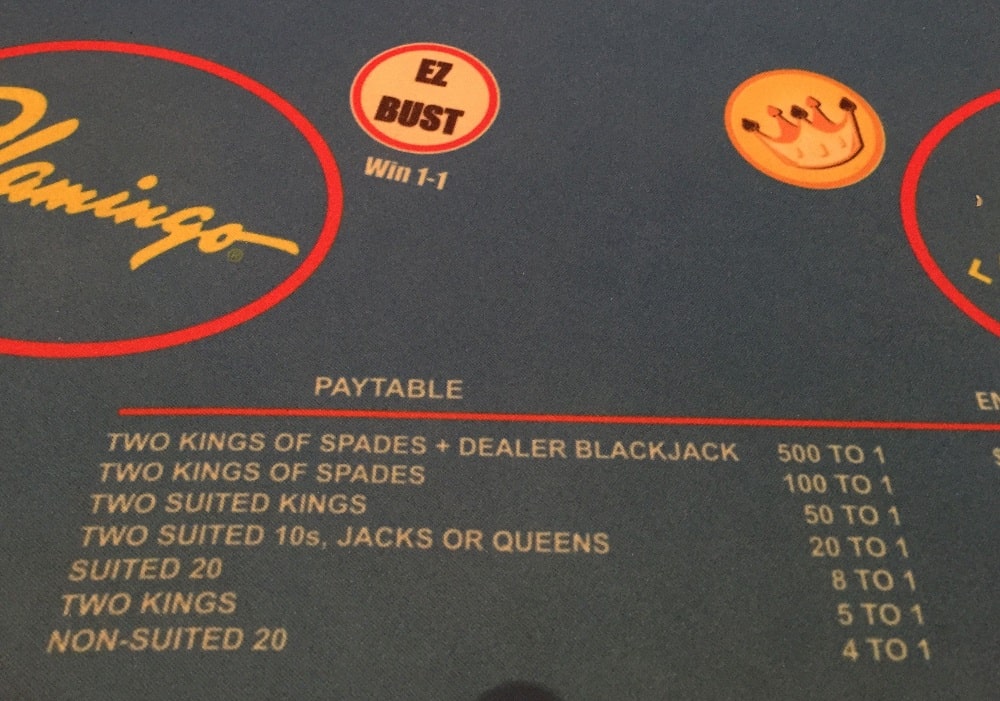 Flamingo®
EZ
BUST
Win 1-1
PAYTABLE
TWO KINGS OF SPADES + DEALER BLACKJACK 500 TO 1
TWO KINGS OF SPADES 100 TO 1
TWO SUITED KINGS 50 TO 1
TWO SUITED 10s, JACKS OR QUEENS 20 TO 1
SUITED 20 8 TO 1
TWO KINGS 5 TO 1
NON-SUITED 20 4 TO 1